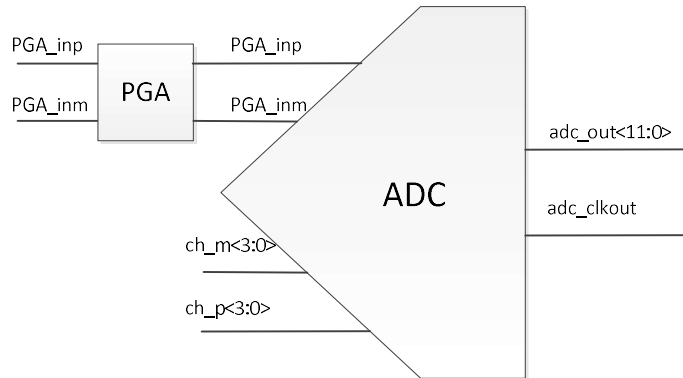 PGA_inp
PGA_inp
PGA
PGA_inm
PGA_inm
adc_out<11:0>
ADC
adc_clkout
ch_m<3:0>
ch_p<3:0>